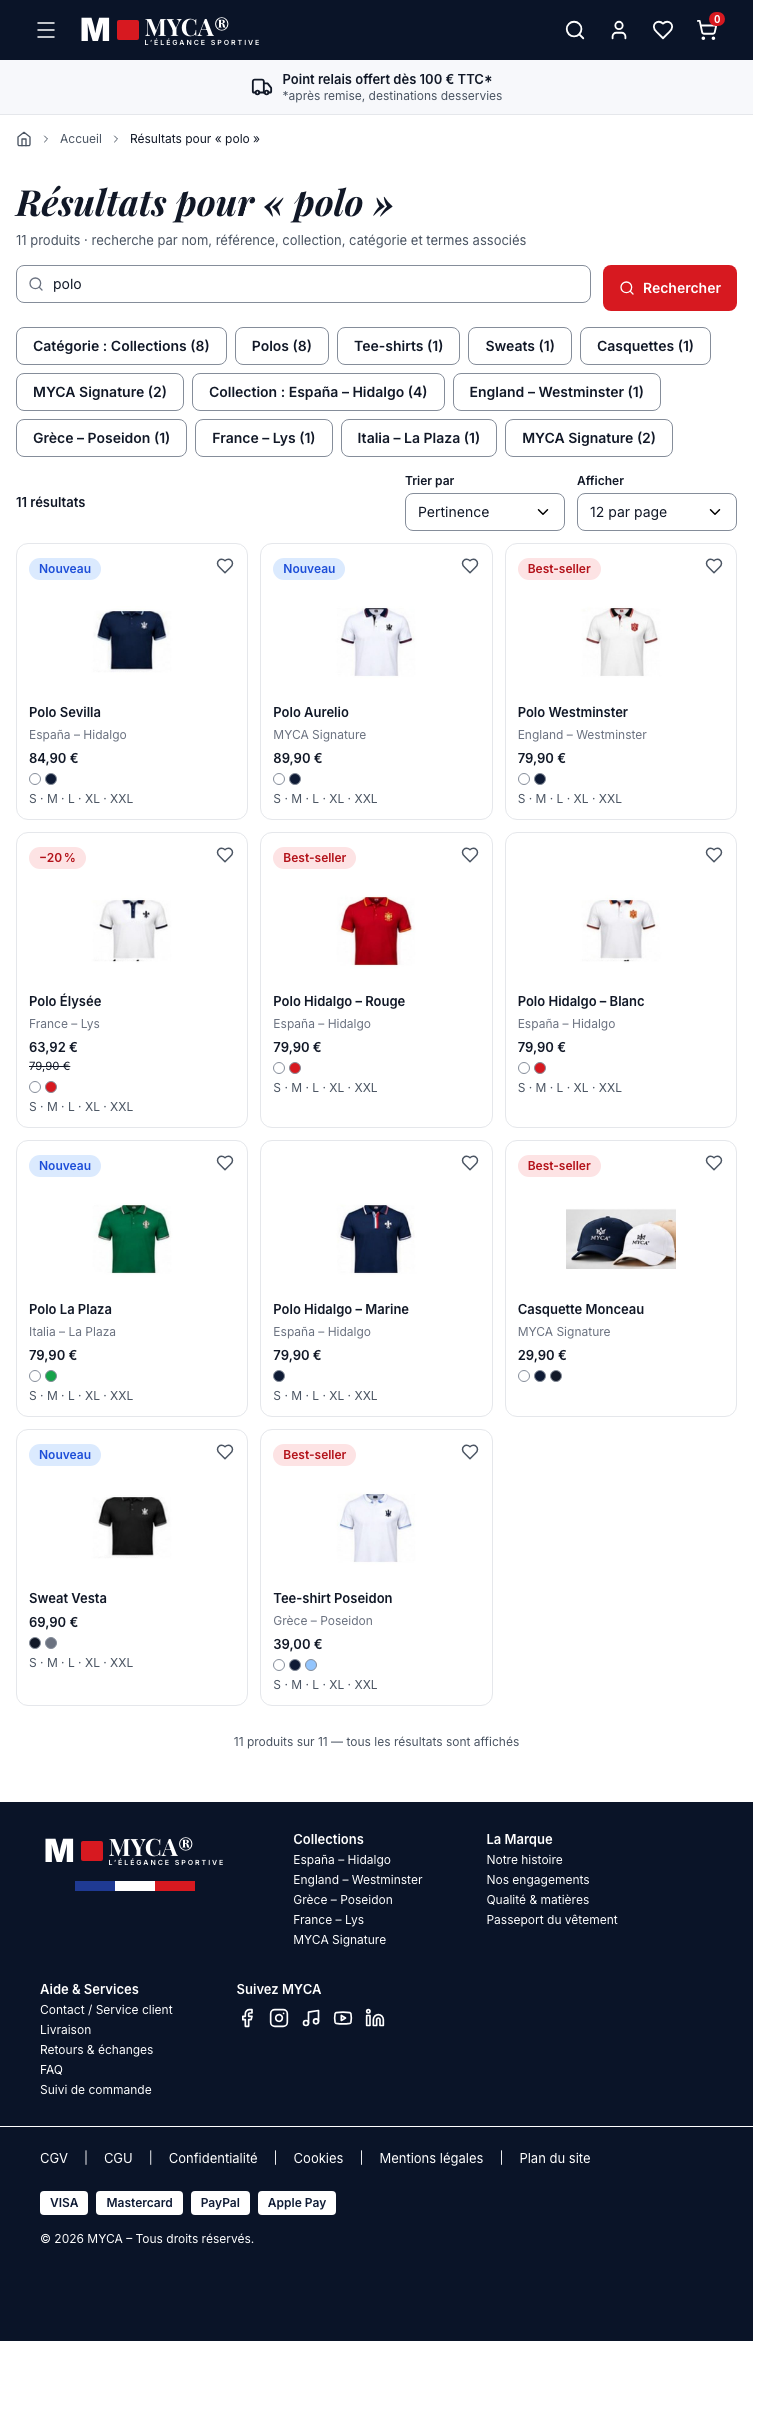 M MYCA®
L'ÉLÉGANCE SPORTIVE
0
Point relais offert dès 100 € TTC*
*après remise, destinations desservies
Accueil
Résultats pour « polo »
Résultats pour « polo »
11 produits · recherche par nom, référence, collection, catégorie et termes associés
polo
Rechercher
Catégorie : Collections (8)
Polos (8)
Tee-shirts (1)
Sweats (1)
Casquettes (1)
MYCA Signature (2)
Collection : España – Hidalgo (4)
England – Westminster (1)
Grèce – Poseidon (1)
France – Lys (1)
Italia – La Plaza (1)
MYCA Signature (2)
11 résultats
Trier par
Pertinence
Afficher
12 par page
Nouveau
Polo Sevilla
España – Hidalgo
84,90 €
S · M · L · XL · XXL
Nouveau
Polo Aurelio
MYCA Signature
89,90 €
S · M · L · XL · XXL
Best-seller
Polo Westminster
England – Westminster
79,90 €
S · M · L · XL · XXL
−20 %
Polo Élysée
France – Lys
63,92 €
79,90 €
S · M · L · XL · XXL
Best-seller
Polo Hidalgo – Rouge
España – Hidalgo
79,90 €
S · M · L · XL · XXL
Polo Hidalgo – Blanc
España – Hidalgo
79,90 €
S · M · L · XL · XXL
Nouveau
Polo La Plaza
Italia – La Plaza
79,90 €
S · M · L · XL · XXL
Polo Hidalgo – Marine
España – Hidalgo
79,90 €
S · M · L · XL · XXL
Best-seller
MYCA
MYCA
Casquette Monceau
MYCA Signature
29,90 €
Nouveau
Sweat Vesta
69,90 €
S · M · L · XL · XXL
Best-seller
Tee-shirt Poseidon
Grèce – Poseidon
39,00 €
S · M · L · XL · XXL
11 produits sur 11 — tous les résultats sont affichés
M MYCA®
L'ÉLÉGANCE SPORTIVE
Collections
España – Hidalgo
England – Westminster
Grèce – Poseidon
France – Lys
MYCA Signature
La Marque
Notre histoire
Nos engagements
Qualité & matières
Passeport du vêtement
Aide & Services
Contact / Service client
Livraison
Retours & échanges
FAQ
Suivi de commande
Suivez MYCA
CGV | CGU | Confidentialité | Cookies | Mentions légales | Plan du site
VISA
Mastercard
PayPal
Apple Pay
© 2026 MYCA – Tous droits réservés.